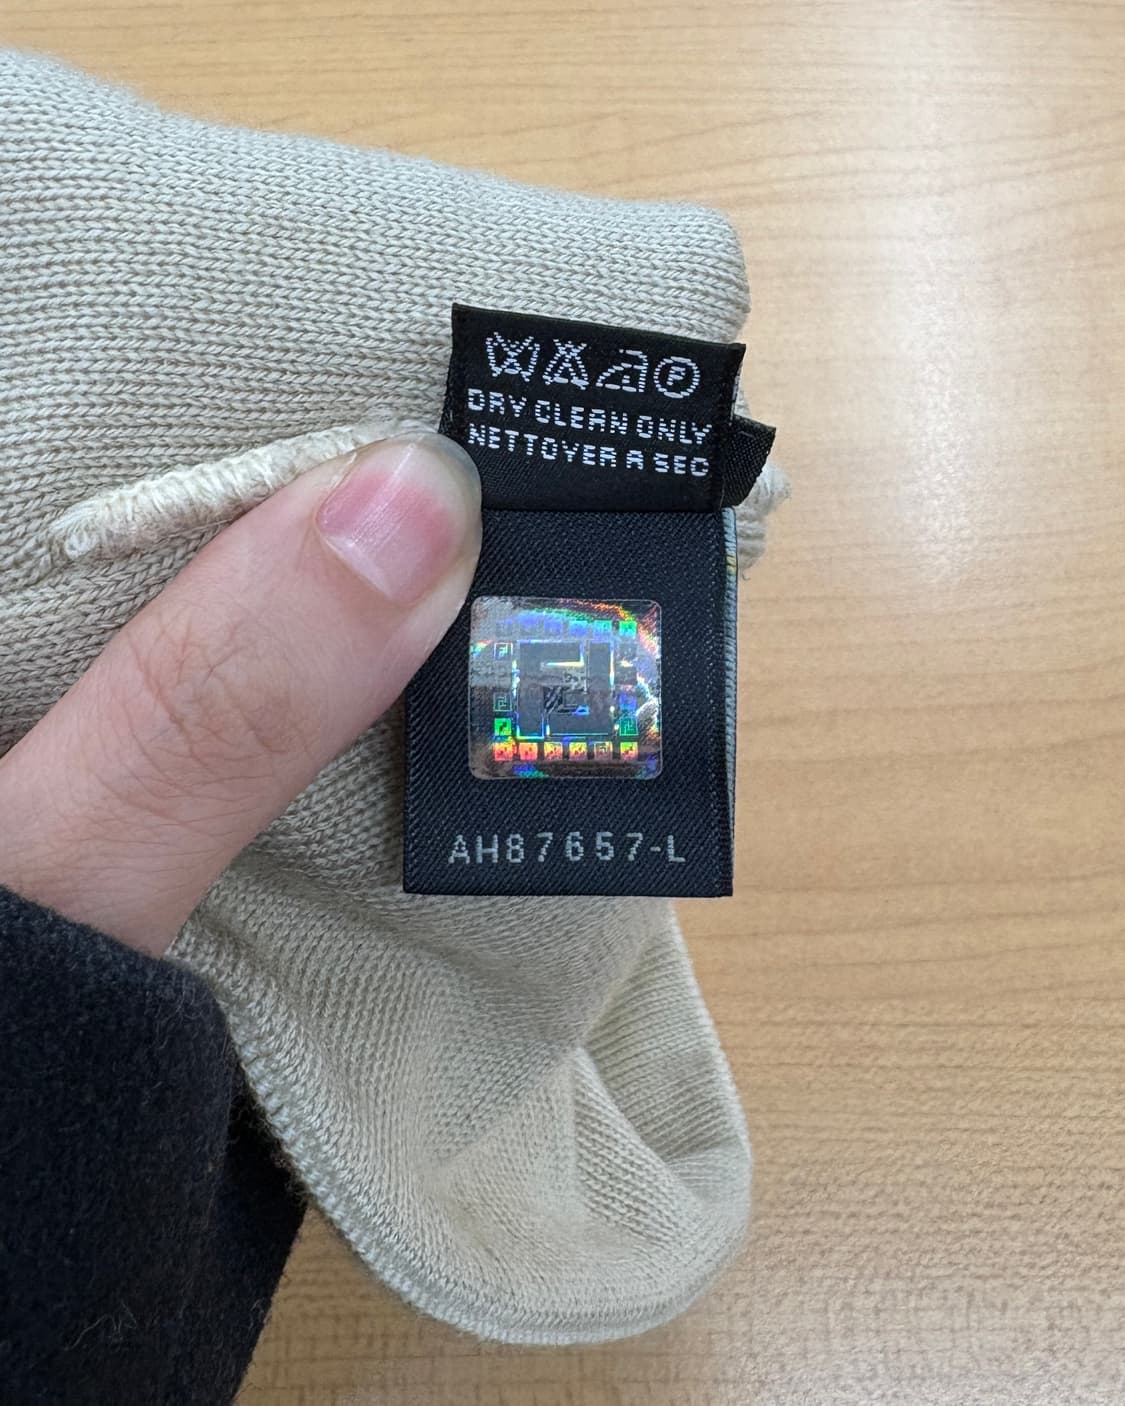 F
DRY CLEAN ONLY
NETTOYER A SEC
AH87657-L